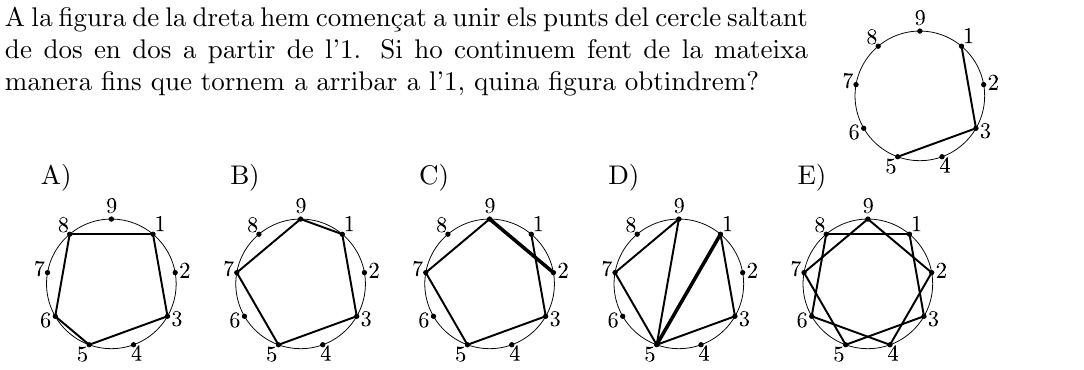 A la figura de la dreta hem començat a unir els punts del cercle saltant
de dos en dos a partir de l'1. Si ho continuem fent de la mateixa
manera fins que tornem a arribar a l'1, quina figura obtindrem?
9
8 1
7 2
6 3
5 4
A) B) C) D) E)
9 9 9 9 9
8 1 8 1 8 1 8 1 8 1
7 2 7 2 7 2 7 2 7 2
6 3 6 3 6 3 6 3 6 3
5 4 5 4 5 4 5 4 5 4